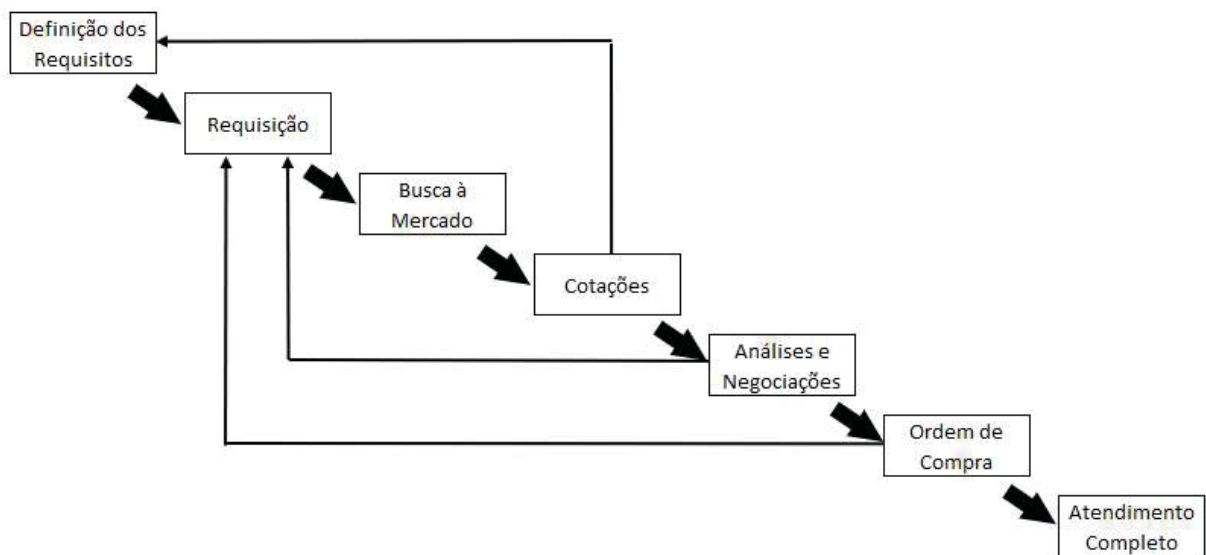 Definição dos
Requisitos
Requisição
Busca à
Mercado
Cotações
Análises e
Negociações
Ordem de
Compra
Atendimento
Completo